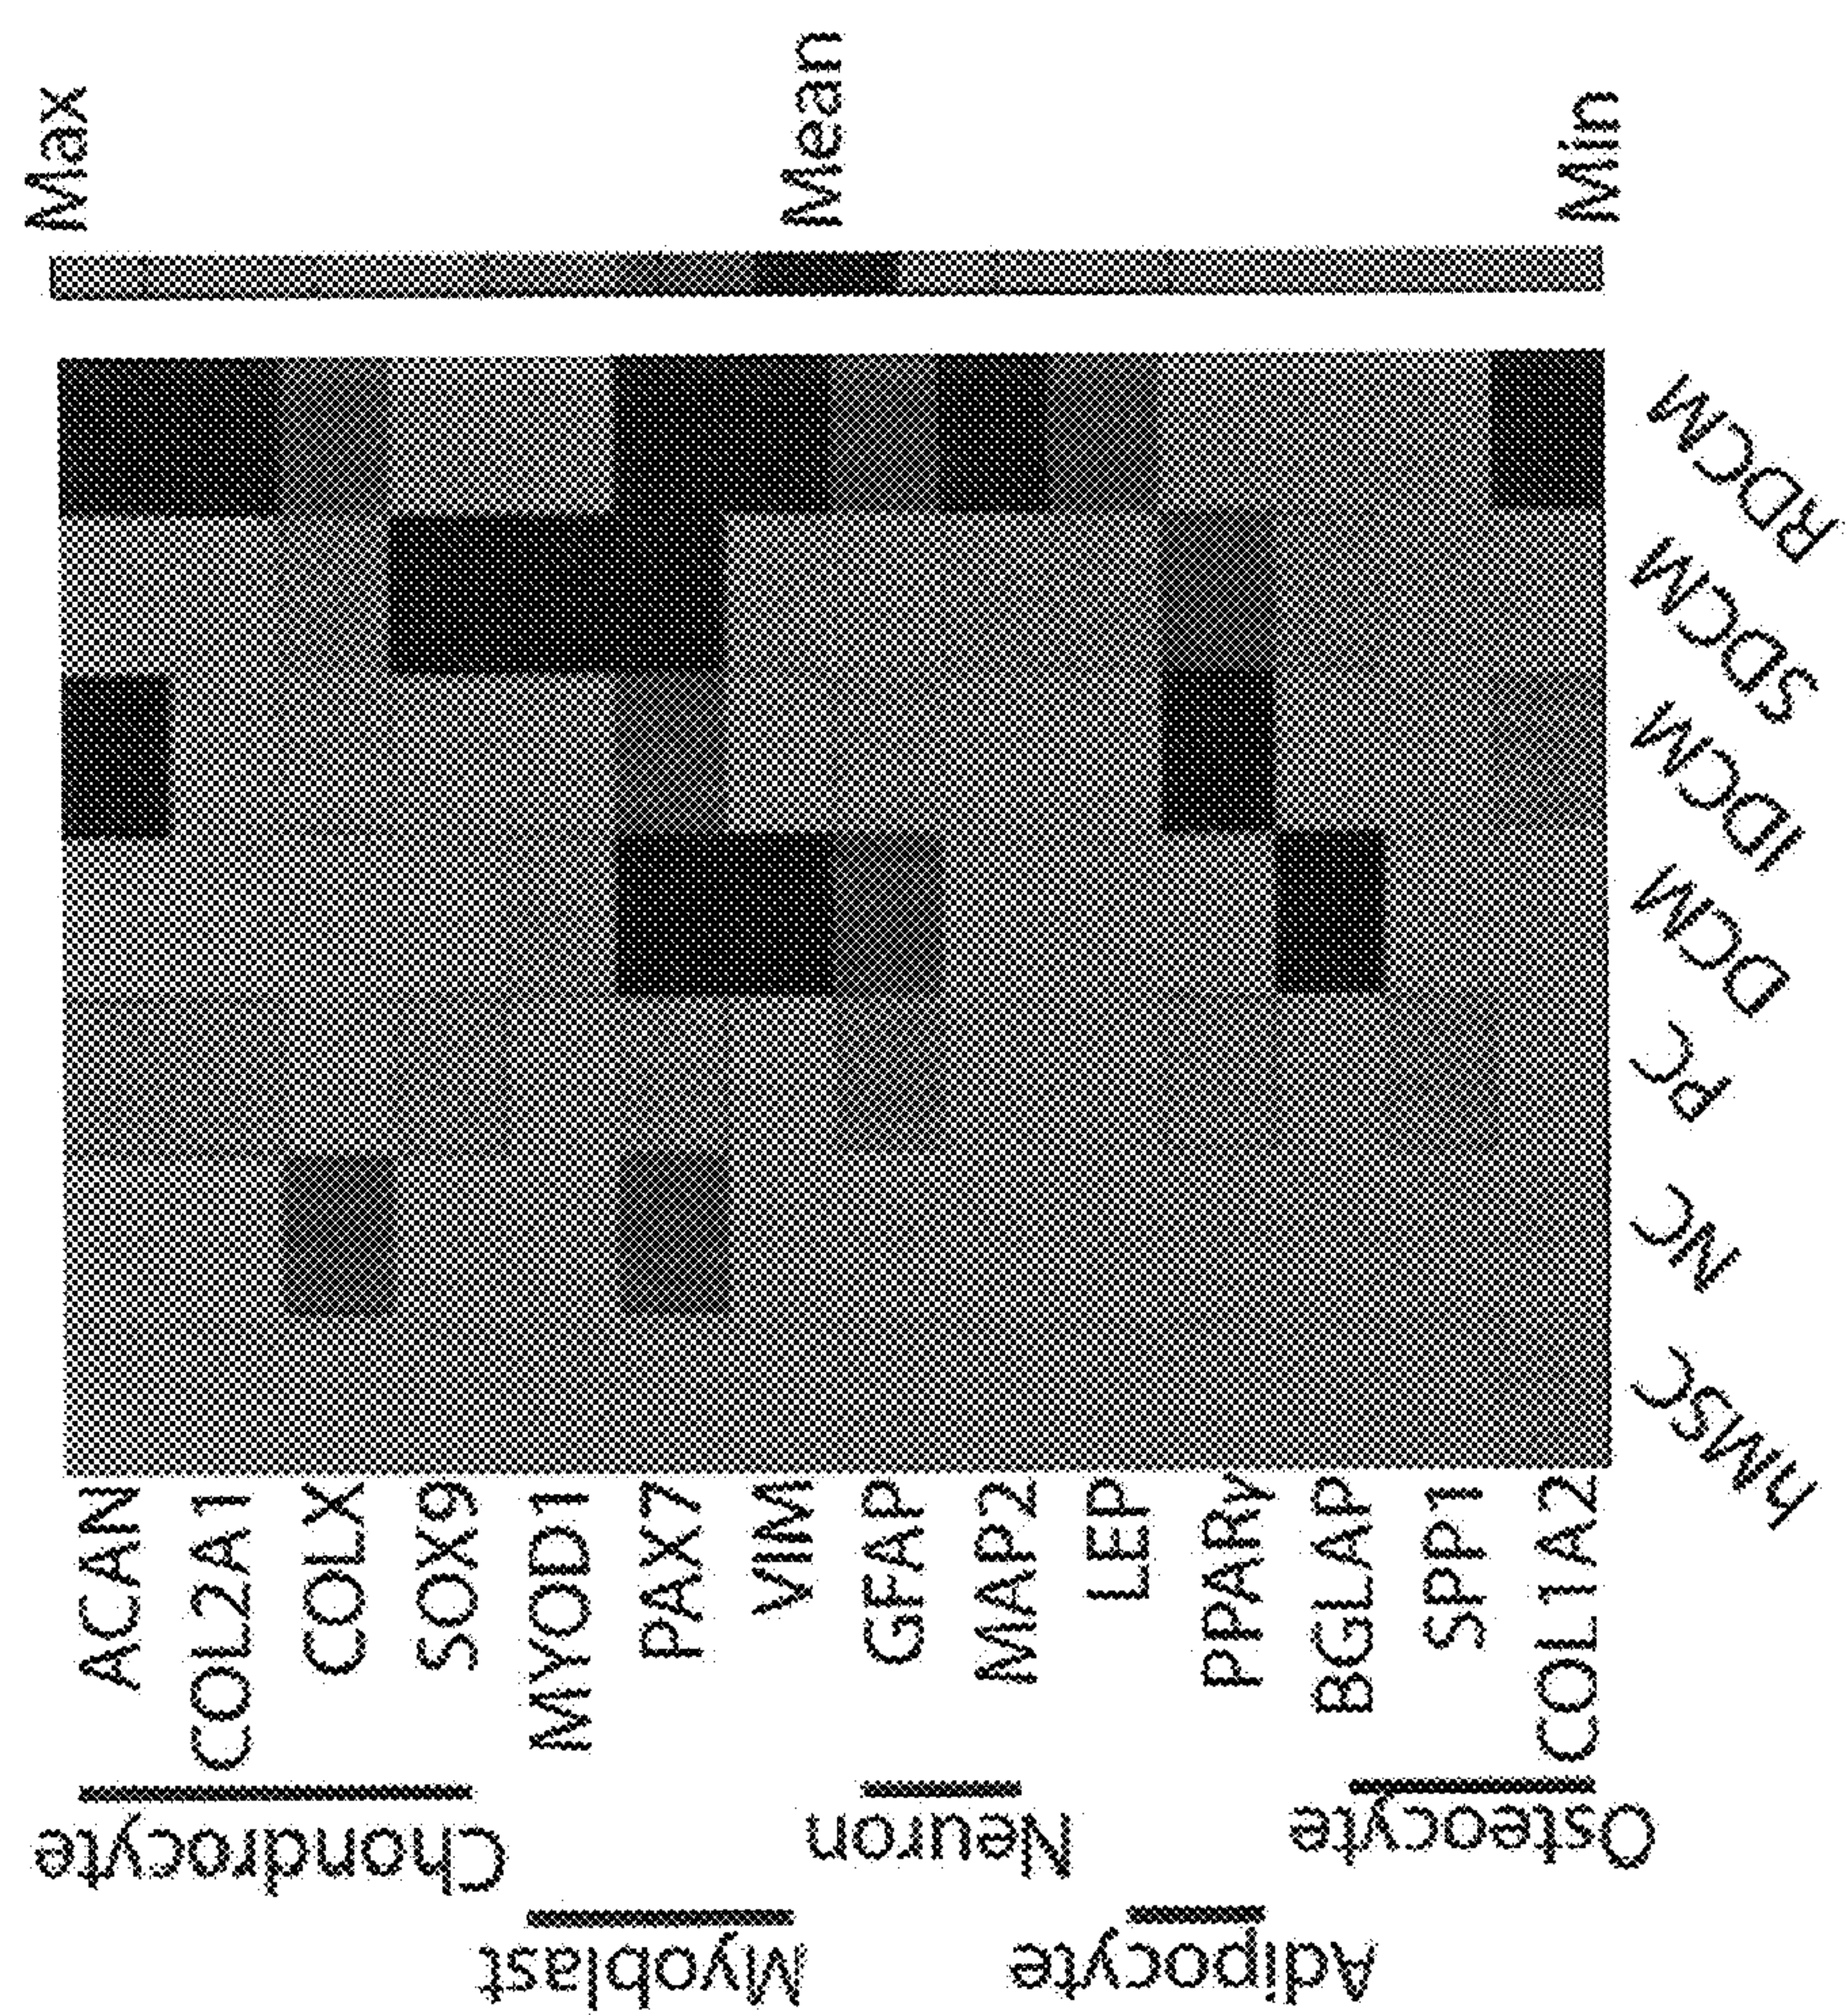 Max
Mean
Min
ACAN
COL2A1
COLX
SOX9
MYOD1
PAX7
VIM
GFAP
MAP2
LEP
PPARγ
BGLAP
SPP1
COL1A2
Chondrocyte
Myoblast
Neuron
Adipocyte
Osteocyte
hMSC
NC
PC
DCM
IDCM
SDCM
RDCM